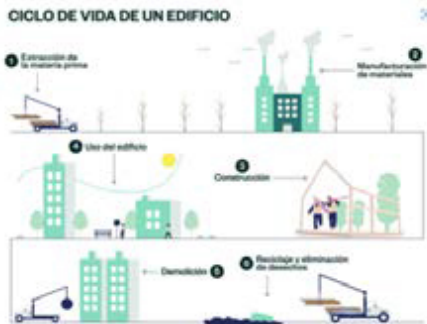 CICLO DE VIDA DE UN EDIFICIO
1 Extracción de
la materia prima
2
Manufacturación
de materiales
4 Uso del edificio
3
Construcción
Demolición 5
6 Reciclaje y eliminación
de desechos